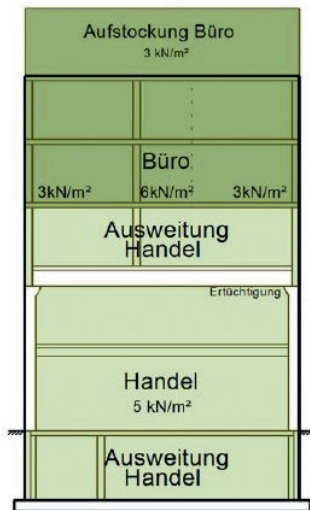 Aufstockung Büro
3 kN/m²
Büro
3kN/m² 6kN/m² 3kN/m²
Ausweitung
Handel
Ertüchtigung
Handel
5 kN/m²
Ausweitung
Handel